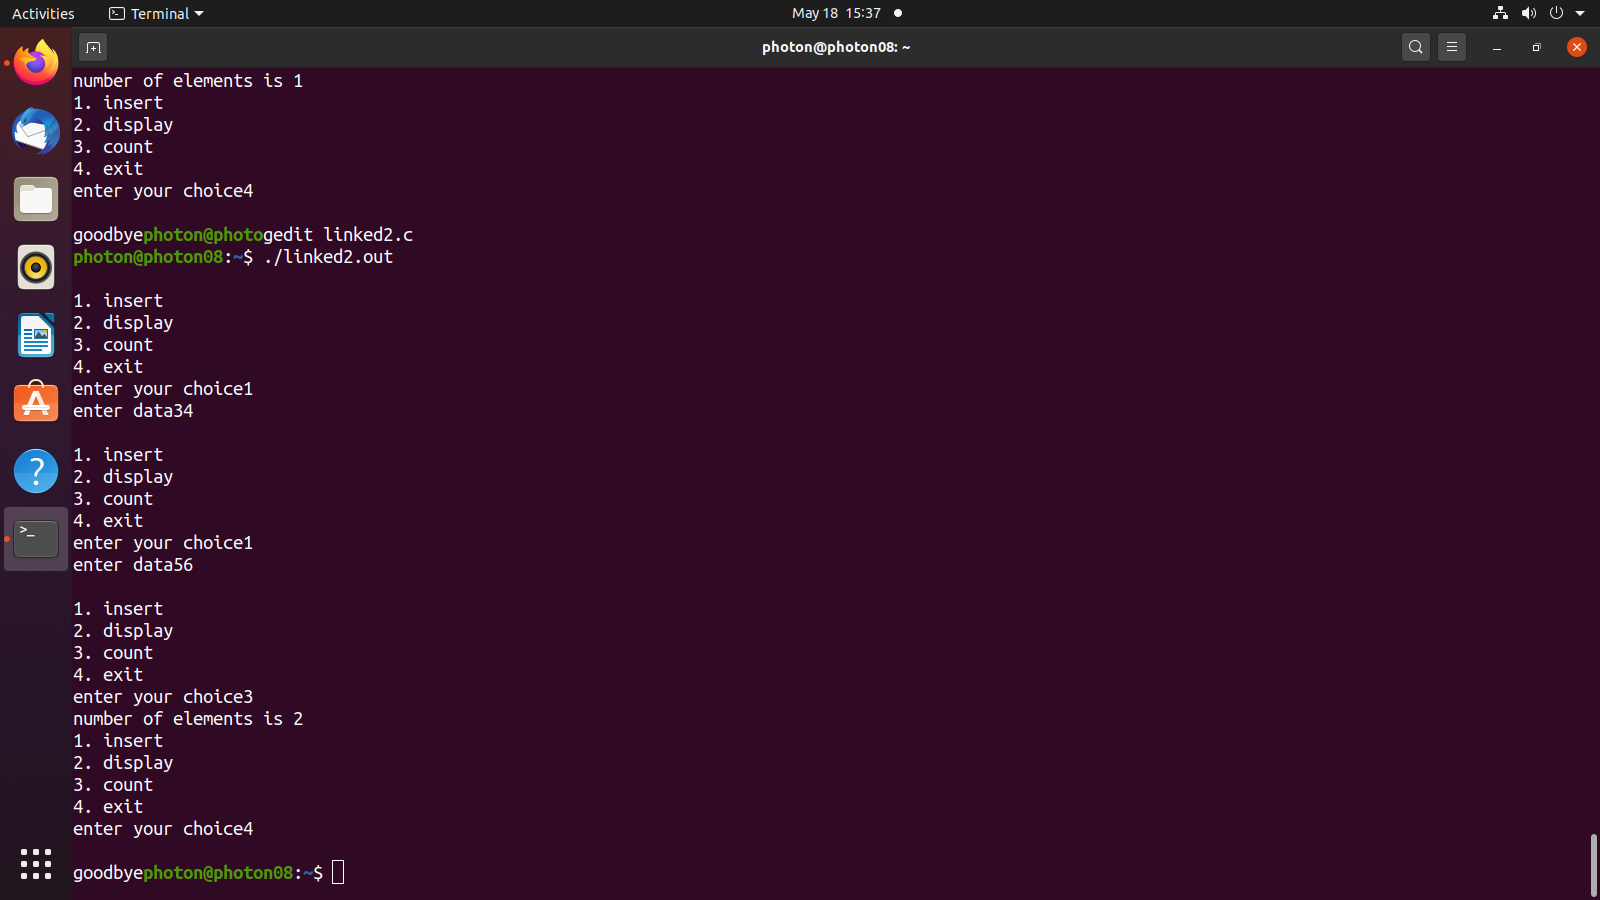 Activities Terminal May 18 15:37
photon@photon08: ~
number of elements is 1
1. insert
2. display
3. count
4. exit
enter your choice4
goodbyephoton@photogedit linked2.c
photon@photon08:~$ ./linked2.out
1. insert
2. display
3. count
4. exit
enter your choice1
enter data34
1. insert
2. display
3. count
4. exit
enter your choice1
enter data56
1. insert
2. display
3. count
4. exit
enter your choice3
number of elements is 2
1. insert
2. display
3. count
4. exit
enter your choice4
goodbyephoton@photon08:~$